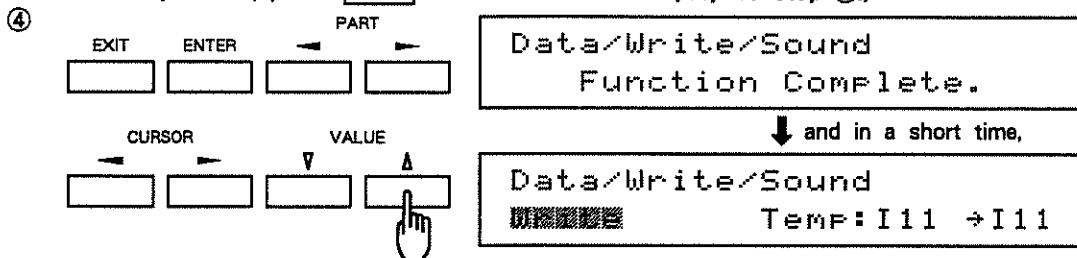 ④
PART
EXIT ENTER ◄ ►
Data/Write/Sound
Function Complete.
⬇ and in a short time,
CURSOR VALUE
◄ ► ∇ Δ
Data/Write/Sound
Write Temp:I11 →I11